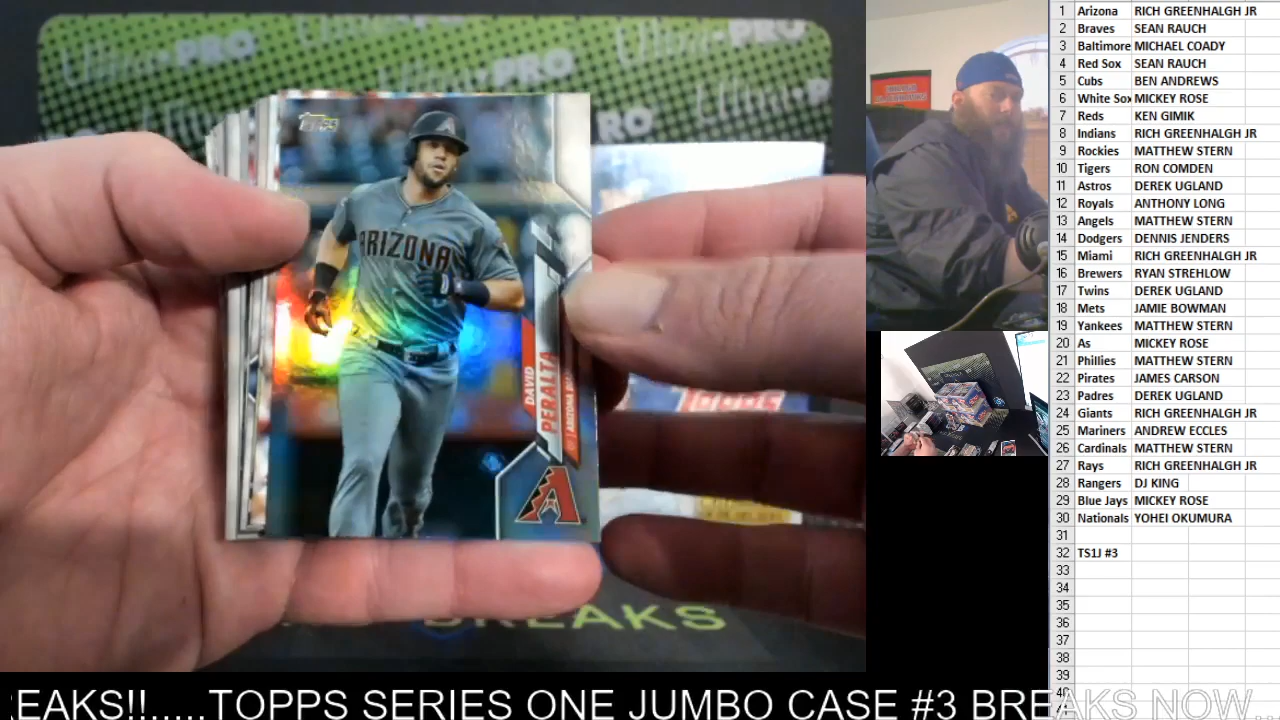 Ultra·PRO
Ultra·PRO
Topps
ARIZONA
DAVID
PERALTA
BREAKS
1 Arizona RICH GREENHALGH JR
2 Braves SEAN RAUCH
3 Baltimore MICHAEL COADY
4 Red Sox SEAN RAUCH
5 Cubs BEN ANDREWS
6 White Sox MICKEY ROSE
7 Reds KEN GIMIK
8 Indians RICH GREENHALGH JR
9 Rockies MATTHEW STERN
10 Tigers RON COMDEN
11 Astros DEREK UGLAND
12 Royals ANTHONY LONG
13 Angels MATTHEW STERN
14 Dodgers DENNIS JENDERS
15 Miami RICH GREENHALGH JR
16 Brewers RYAN STREHLOW
17 Twins DEREK UGLAND
18 Mets JAMIE BOWMAN
19 Yankees MATTHEW STERN
20 As MICKEY ROSE
21 Phillies MATTHEW STERN
22 Pirates JAMES CARSON
23 Padres DEREK UGLAND
24 Giants RICH GREENHALGH JR
25 Mariners ANDREW ECCLES
26 Cardinals MATTHEW STERN
27 Rays RICH GREENHALGH JR
28 Rangers DJ KING
29 Blue Jays MICKEY ROSE
30 Nationals YOHEI OKUMURA
31
32 TS1J #3
33
34
35
36
37
38
39
40
EAKS!!.....TOPPS SERIES ONE JUMBO CASE #3 BREAKS NOW..